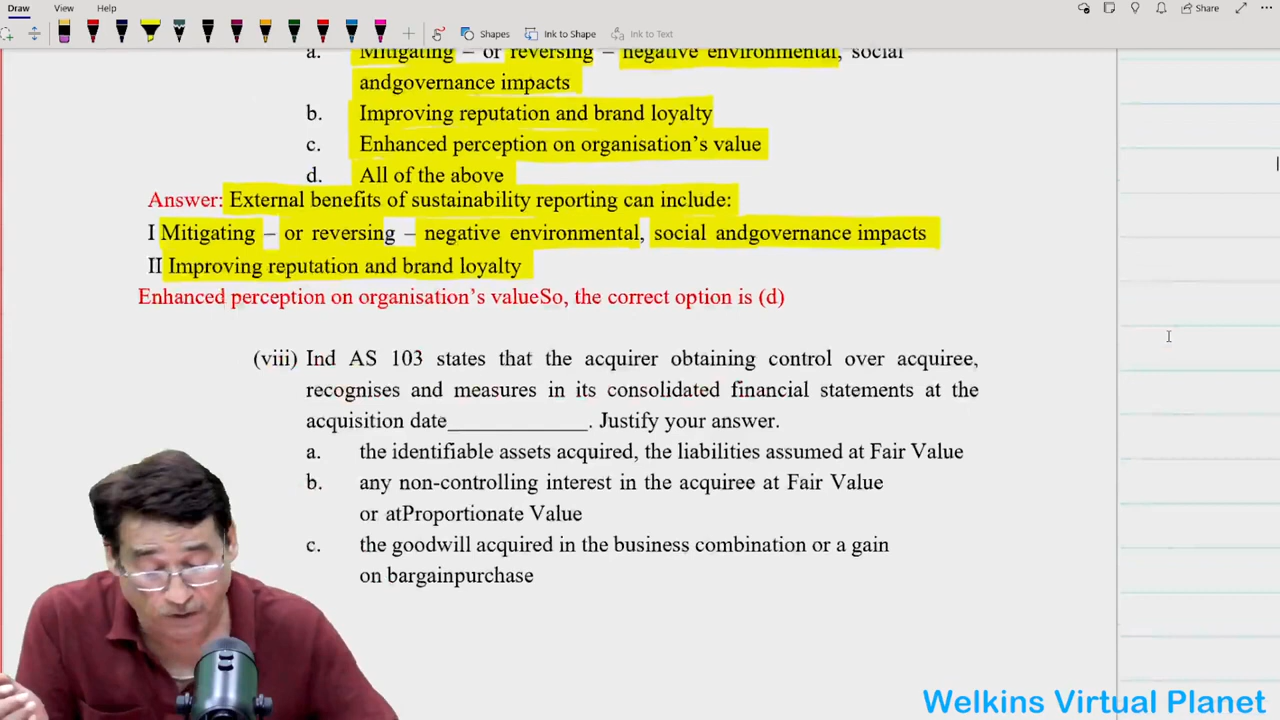 Draw View Help
Share
Shapes Ink to Shape Ink to Text
a. Mitigating – or reversing – negative environmental, social
andgovernance impacts
b. Improving reputation and brand loyalty
c. Enhanced perception on organisation’s value
d. All of the above
Answer: External benefits of sustainability reporting can include:
I Mitigating – or reversing – negative environmental, social andgovernance impacts
II Improving reputation and brand loyalty
Enhanced perception on organisation’s valueSo, the correct option is (d)
(viii) Ind AS 103 states that the acquirer obtaining control over acquiree,
recognises and measures in its consolidated financial statements at the
acquisition date_____________. Justify your answer.
a. the identifiable assets acquired, the liabilities assumed at Fair Value
b. any non-controlling interest in the acquiree at Fair Value
or atProportionate Value
c. the goodwill acquired in the business combination or a gain
on bargainpurchase
Welkins Virtual Planet